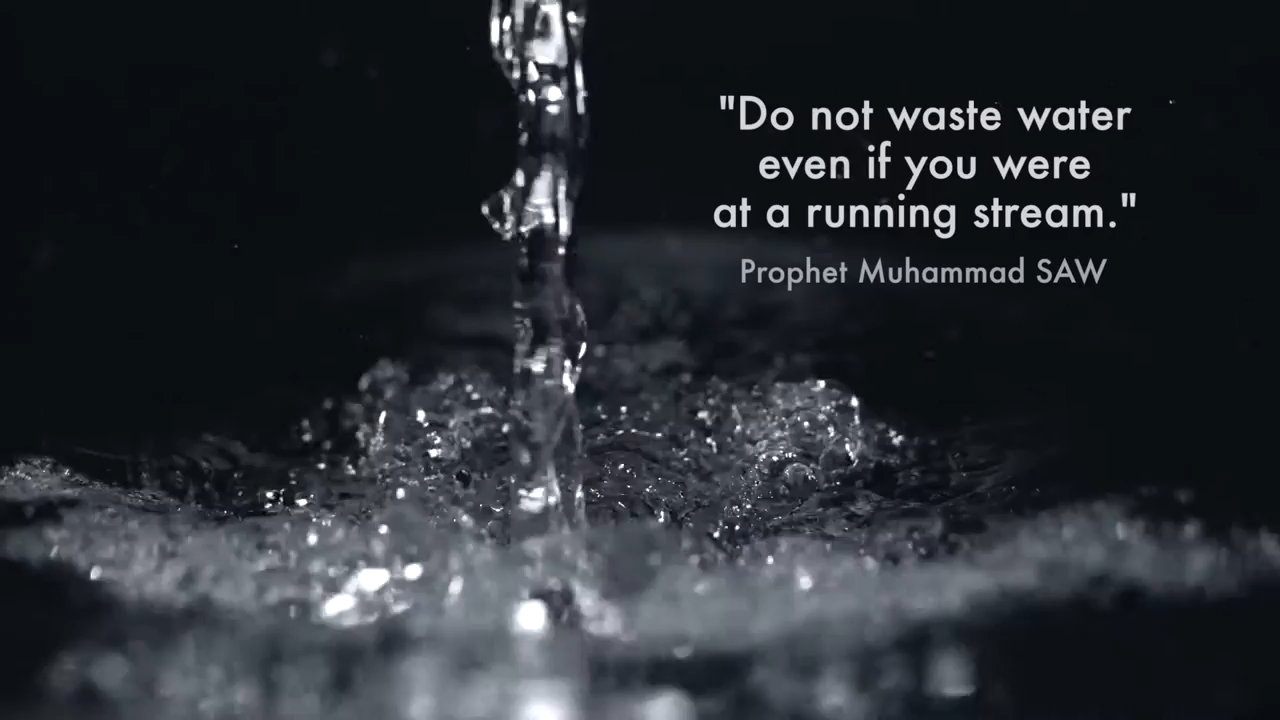 "Do not waste water
even if you were
at a running stream."
Prophet Muhammad SAW